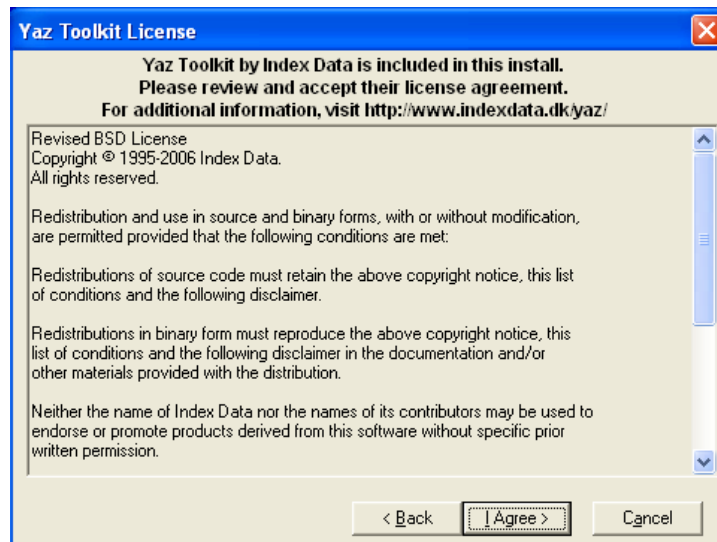 Yaz Toolkit License
Yaz Toolkit by Index Data is included in this install.
Please review and accept their license agreement.
For additional information, visit http://www.indexdata.dk/yaz/
Revised BSD License
Copyright © 1995-2006 Index Data.
All rights reserved.
Redistribution and use in source and binary forms, with or without modification,
are permitted provided that the following conditions are met:
Redistributions of source code must retain the above copyright notice, this list
of conditions and the following disclaimer.
Redistributions in binary form must reproduce the above copyright notice, this
list of conditions and the following disclaimer in the documentation and/or
other materials provided with the distribution.
Neither the name of Index Data nor the names of its contributors may be used to
endorse or promote products derived from this software without specific prior
written permission.
< Back I Agree > Cancel